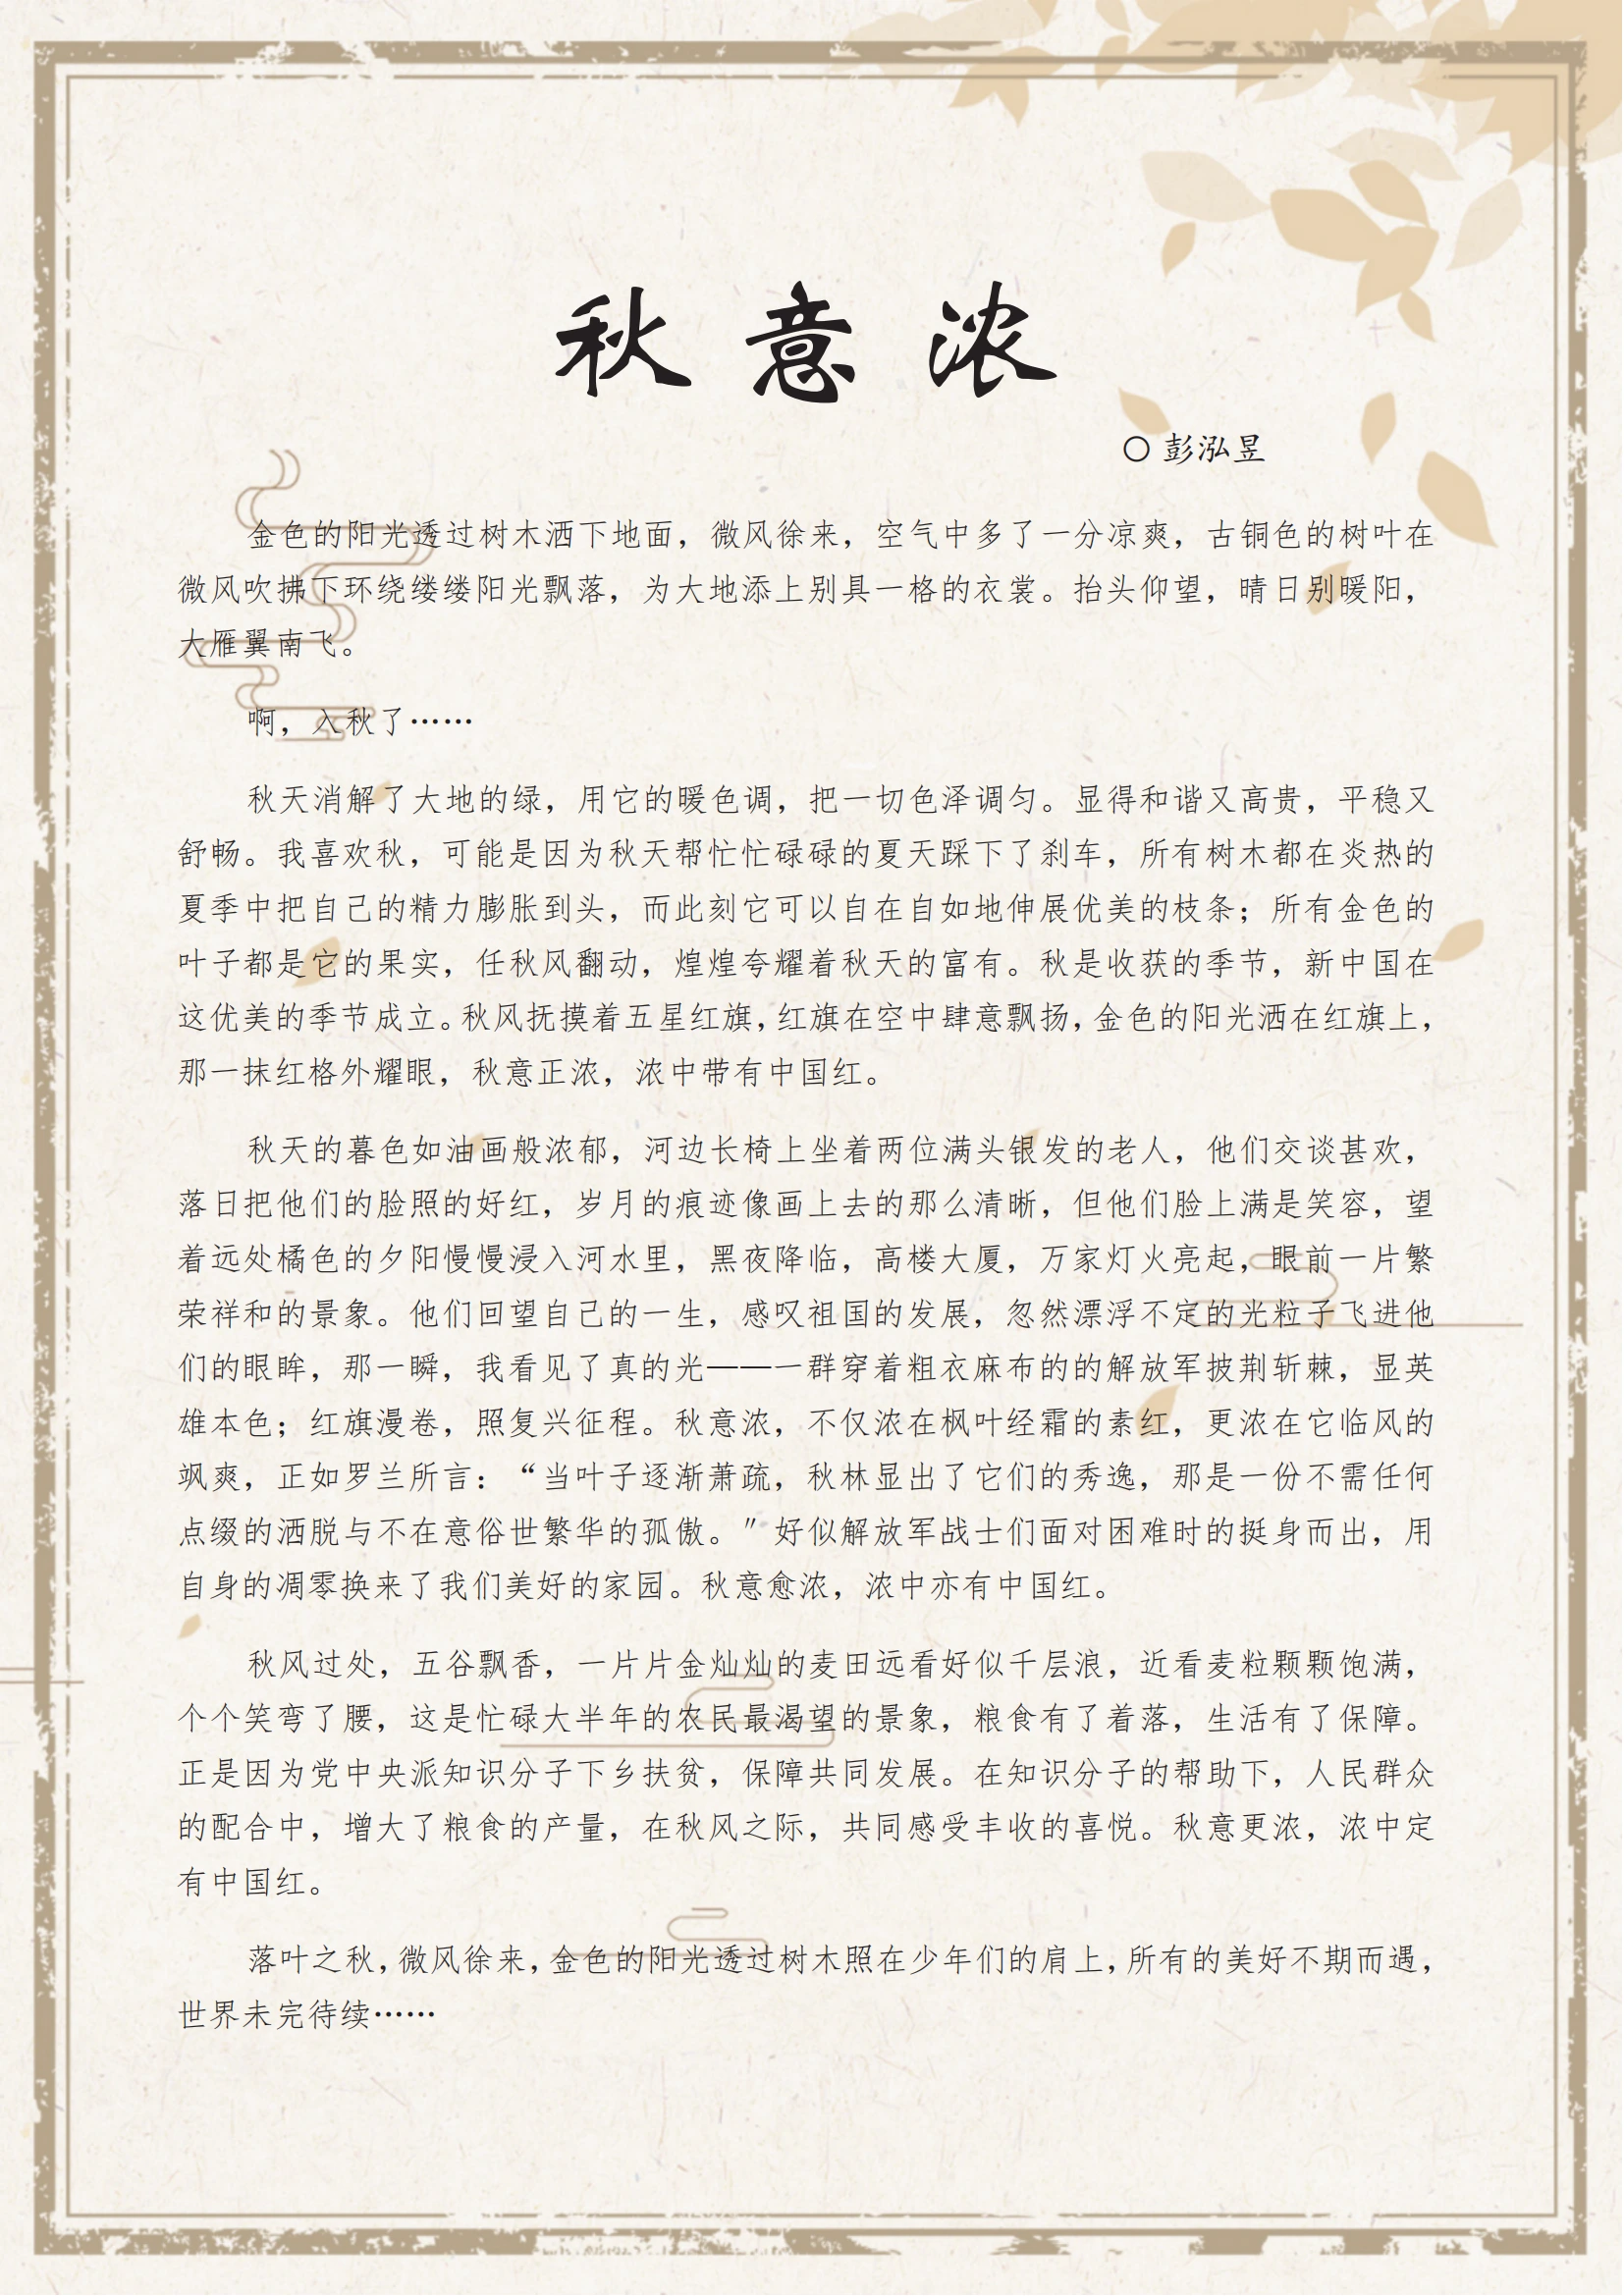 秋意浓
○ 彭泓昱
金色的阳光透过树木洒下地面，微风徐来，空气中多了一分凉爽，古铜色的树叶在
微风吹拂下环绕缕缕阳光飘落，为大地添上别具一格的衣裳。抬头仰望，晴日别暖阳，
大雁翼南飞。
啊，入秋了……
秋天消解了大地的绿，用它的暖色调，把一切色泽调匀。显得和谐又高贵，平稳又
舒畅。我喜欢秋，可能是因为秋天帮忙忙碌碌的夏天踩下了刹车，所有树木都在炎热的
夏季中把自己的精力膨胀到头，而此刻它可以自在自如地伸展优美的枝条；所有金色的
叶子都是它的果实，任秋风翻动，煌煌夸耀着秋天的富有。秋是收获的季节，新中国在
这优美的季节成立。秋风抚摸着五星红旗，红旗在空中肆意飘扬，金色的阳光洒在红旗上，
那一抹红格外耀眼，秋意正浓，浓中带有中国红。
秋天的暮色如油画般浓郁，河边长椅上坐着两位满头银发的老人，他们交谈甚欢，
落日把他们的脸照的好红，岁月的痕迹像画上去的那么清晰，但他们脸上满是笑容，望
着远处橘色的夕阳慢慢浸入河水里，黑夜降临，高楼大厦，万家灯火亮起，眼前一片繁
荣祥和的景象。他们回望自己的一生，感叹祖国的发展，忽然漂浮不定的光粒子飞进他
们的眼眸，那一瞬，我看见了真的光——一群穿着粗衣麻布的的解放军披荆斩棘，显英
雄本色；红旗漫卷，照复兴征程。秋意浓，不仅浓在枫叶经霜的素红，更浓在它临风的
飒爽，正如罗兰所言：“当叶子逐渐萧疏，秋林显出了它们的秀逸，那是一份不需任何
点缀的洒脱与不在意俗世繁华的孤傲。"好似解放军战士们面对困难时的挺身而出，用
自身的凋零换来了我们美好的家园。秋意愈浓，浓中亦有中国红。
秋风过处，五谷飘香，一片片金灿灿的麦田远看好似千层浪，近看麦粒颗颗饱满，
个个笑弯了腰，这是忙碌大半年的农民最渴望的景象，粮食有了着落，生活有了保障。
正是因为党中央派知识分子下乡扶贫，保障共同发展。在知识分子的帮助下，人民群众
的配合中，增大了粮食的产量，在秋风之际，共同感受丰收的喜悦。秋意更浓，浓中定
有中国红。
落叶之秋，微风徐来，金色的阳光透过树木照在少年们的肩上，所有的美好不期而遇，
世界未完待续……